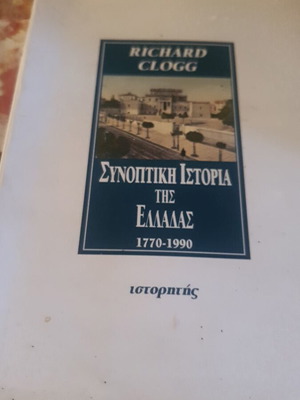 RICHARD
CLOGG
ΣΥΝΟΠΤΙΚΗ ΙΣΤΟΡΙΑ
ΤΗΣ
ΕΛΛΑΔΑΣ
1770-1990
ιστορητής